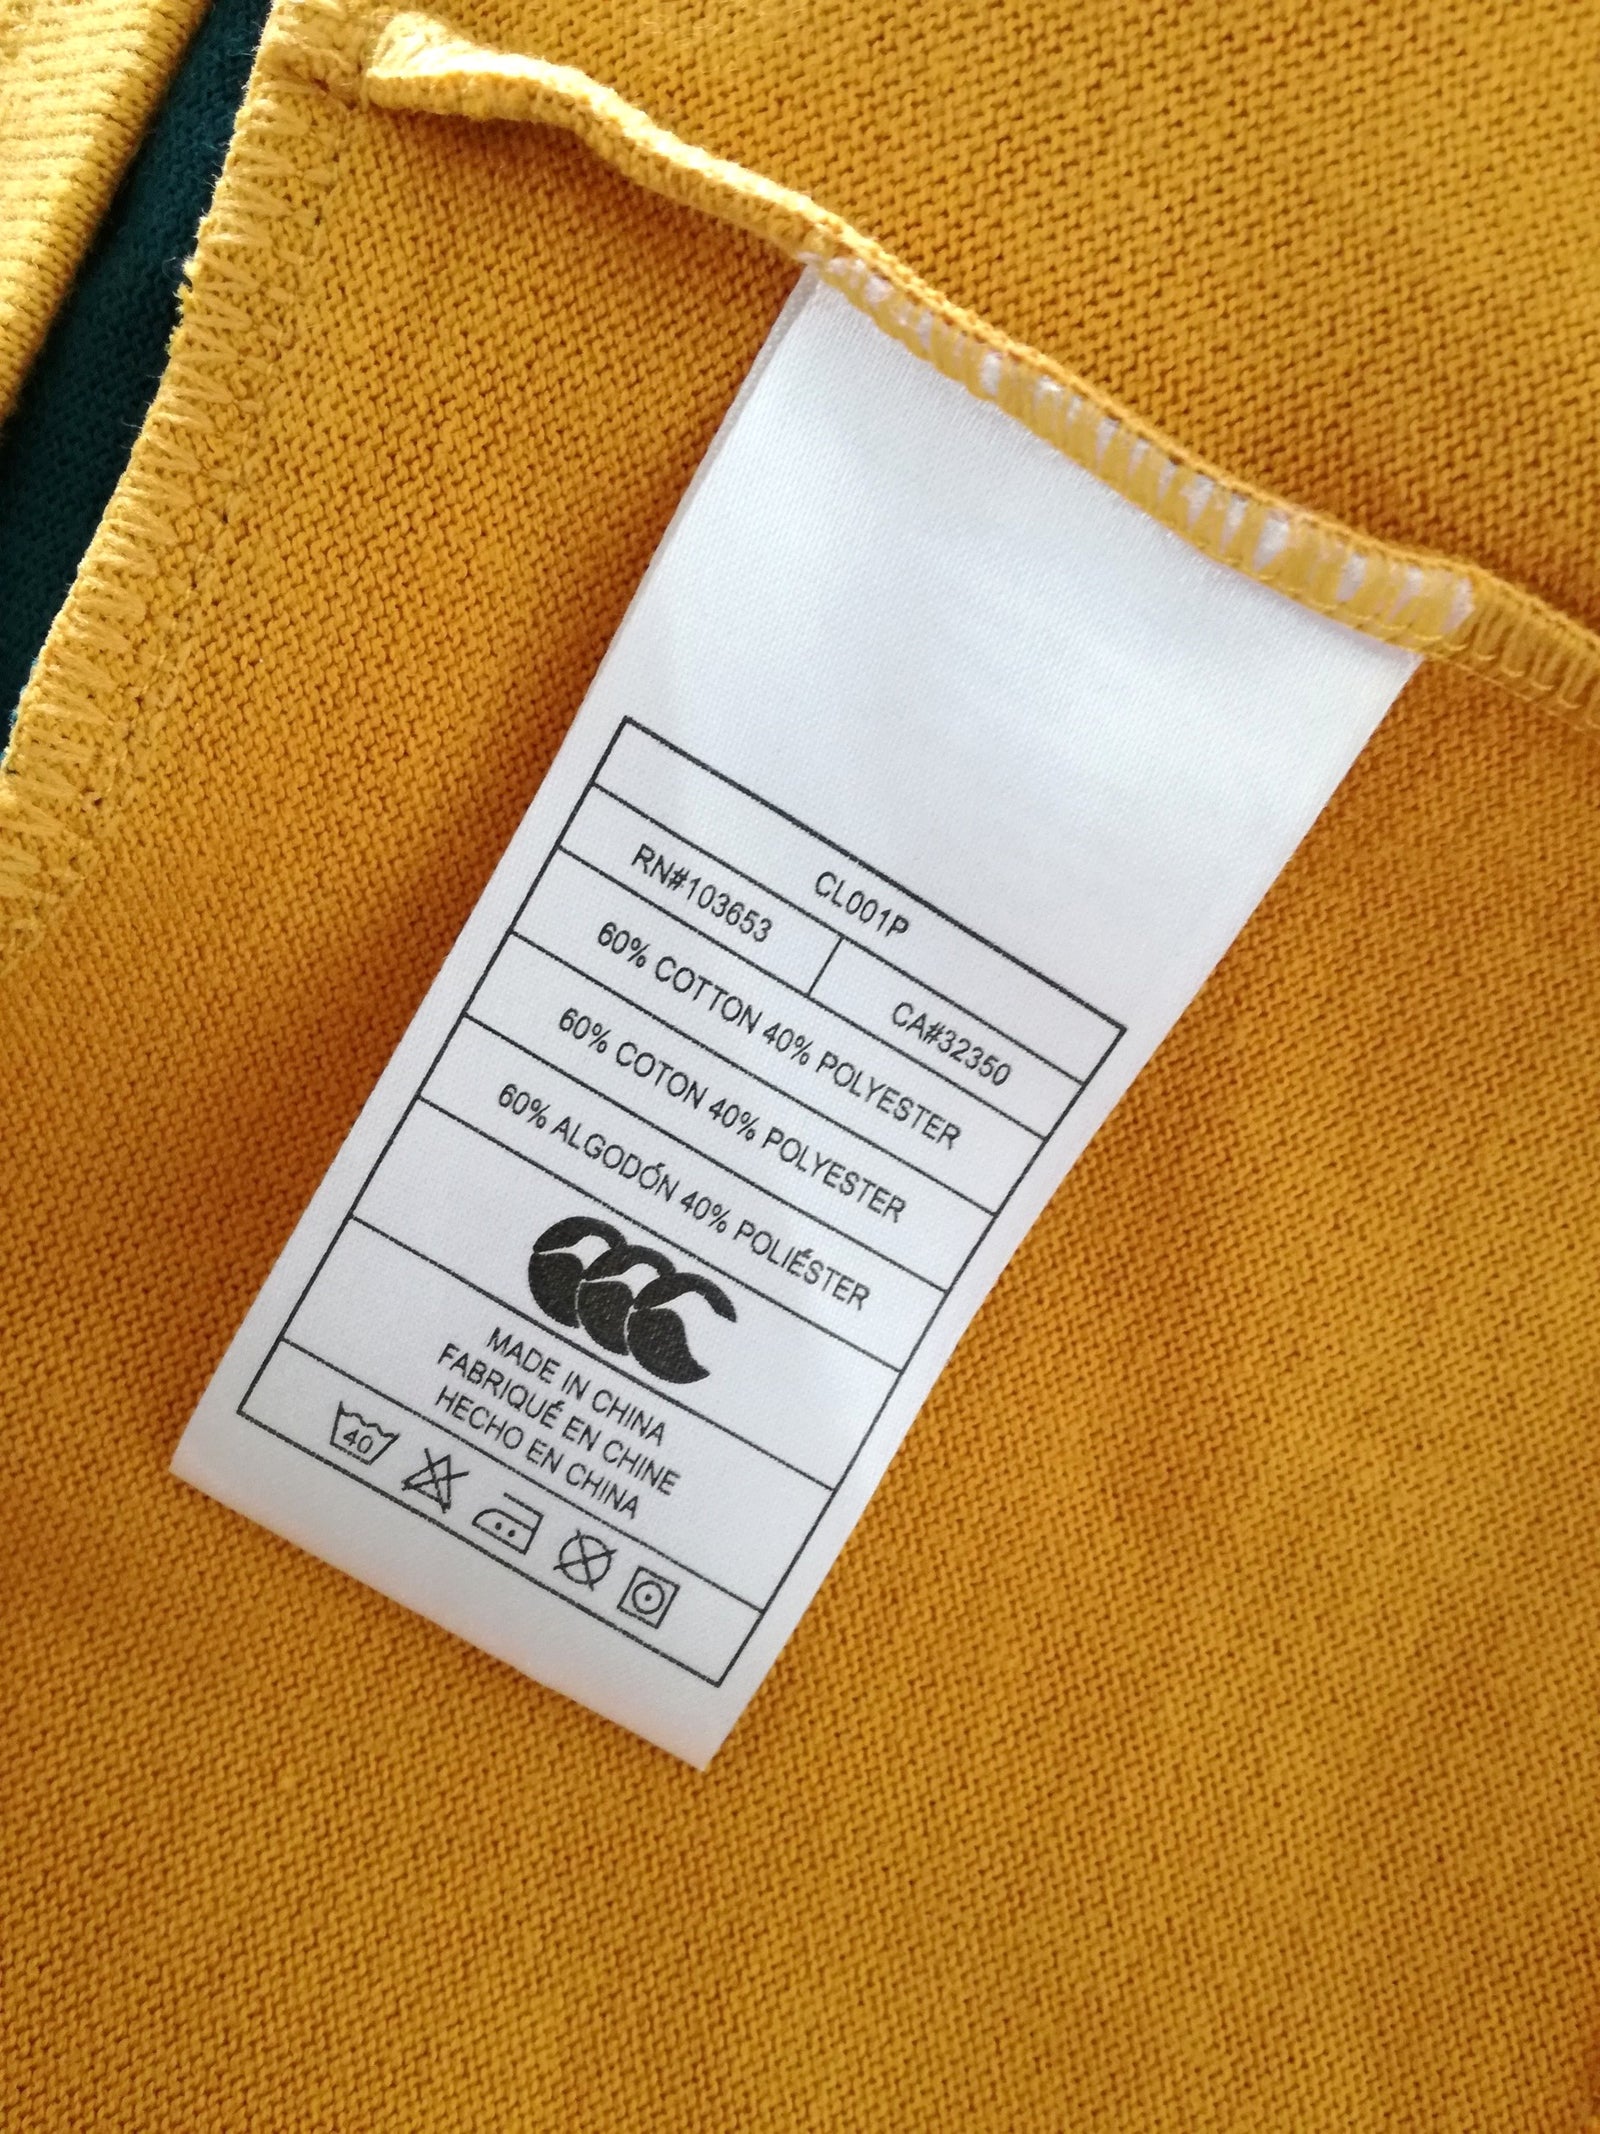 CL001P
RN#103653 CA#32350
60% COTTON 40% POLYESTER
60% COTON 40% POLYESTER
60% ALGODÓN 40% POLIÉSTER
MADE IN CHINA
FABRIQUÉ EN CHINE
HECHO EN CHINA
40